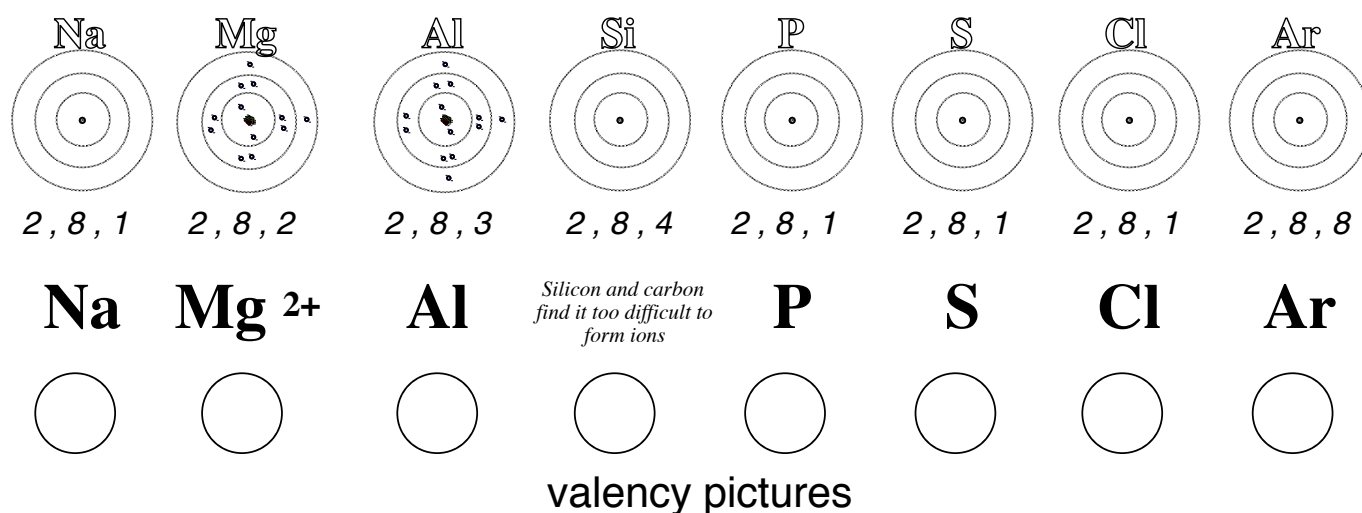 Na Mg Al Si P S Cl Ar
2 , 8 , 1 2 , 8 , 2 2 , 8 , 3 2 , 8 , 4 2 , 8 , 1 2 , 8 , 1 2 , 8 , 1 2 , 8 , 8
Na Mg 2+ Al Silicon and carbon
find it too difficult to
form ions P S Cl Ar
valency pictures